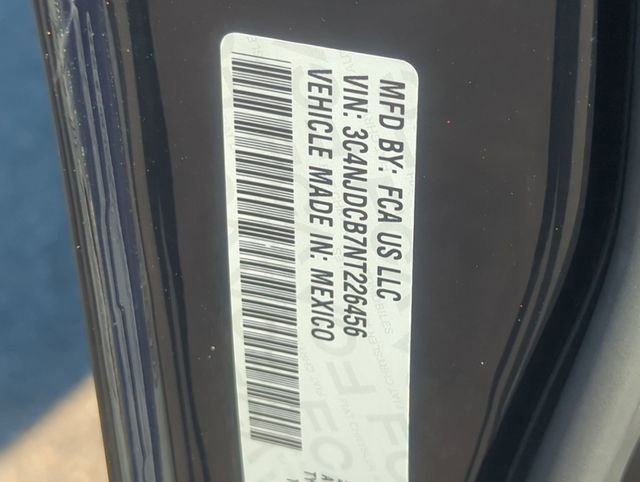 MFD BY: FCA US LLC
VIN: 3C4NJDCB7NT226456
VEHICLE MADE IN: MEXICO